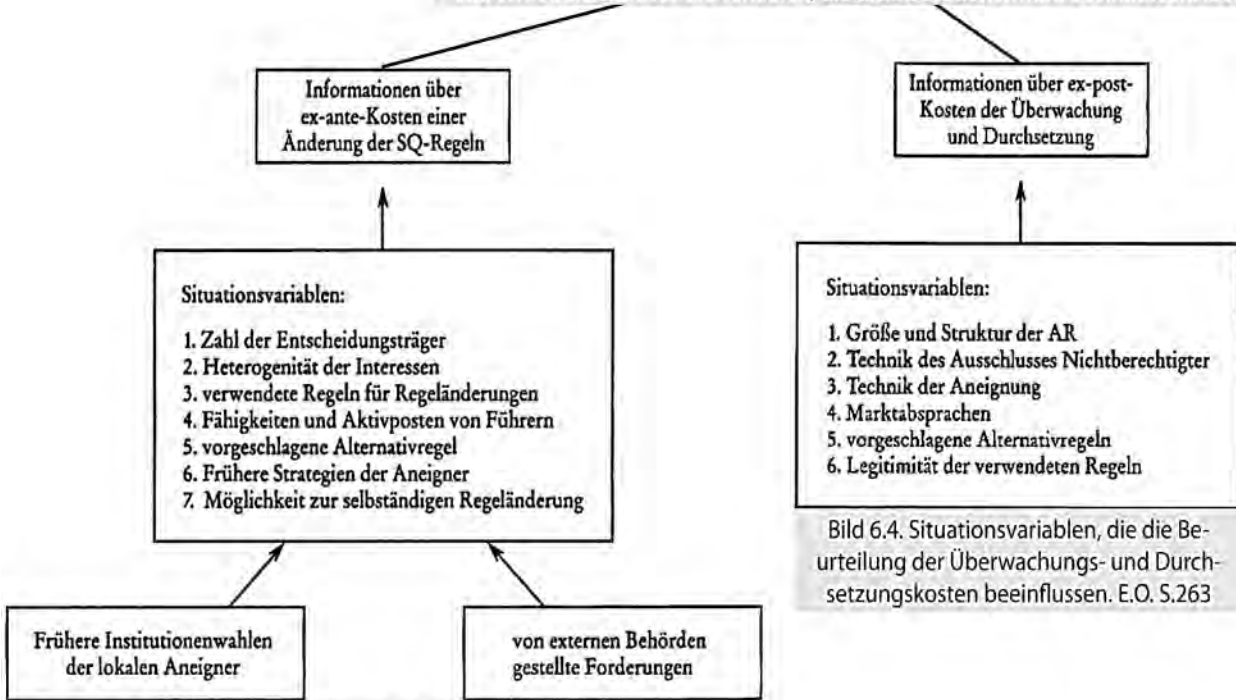 Informationen über
ex-ante-Kosten einer
Änderung der SQ-Regeln
Informationen über ex-post-
Kosten der Überwachung
und Durchsetzung
Situationsvariablen:
1. Zahl der Entscheidungsträger
2. Heterogenität der Interessen
3. verwendete Regeln für Regeländerungen
4. Fähigkeiten und Aktivposten von Führern
5. vorgeschlagene Alternativregel
6. Frühere Strategien der Aneigner
7. Möglichkeit zur selbständigen Regeländerung
Situationsvariablen:
1. Größe und Struktur der AR
2. Technik des Ausschlusses Nichtberechtigter
3. Technik der Aneignung
4. Marktabsprachen
5. vorgeschlagene Alternativregeln
6. Legitimität der verwendeten Regeln
Bild 6.4. Situationsvariablen, die die Be-
urteilung der Überwachungs- und Durch-
setzungskosten beeinflussen. E.O. S.263
Frühere Institutionenwahlen
der lokalen Aneigner
von externen Behörden
gestellte Forderungen